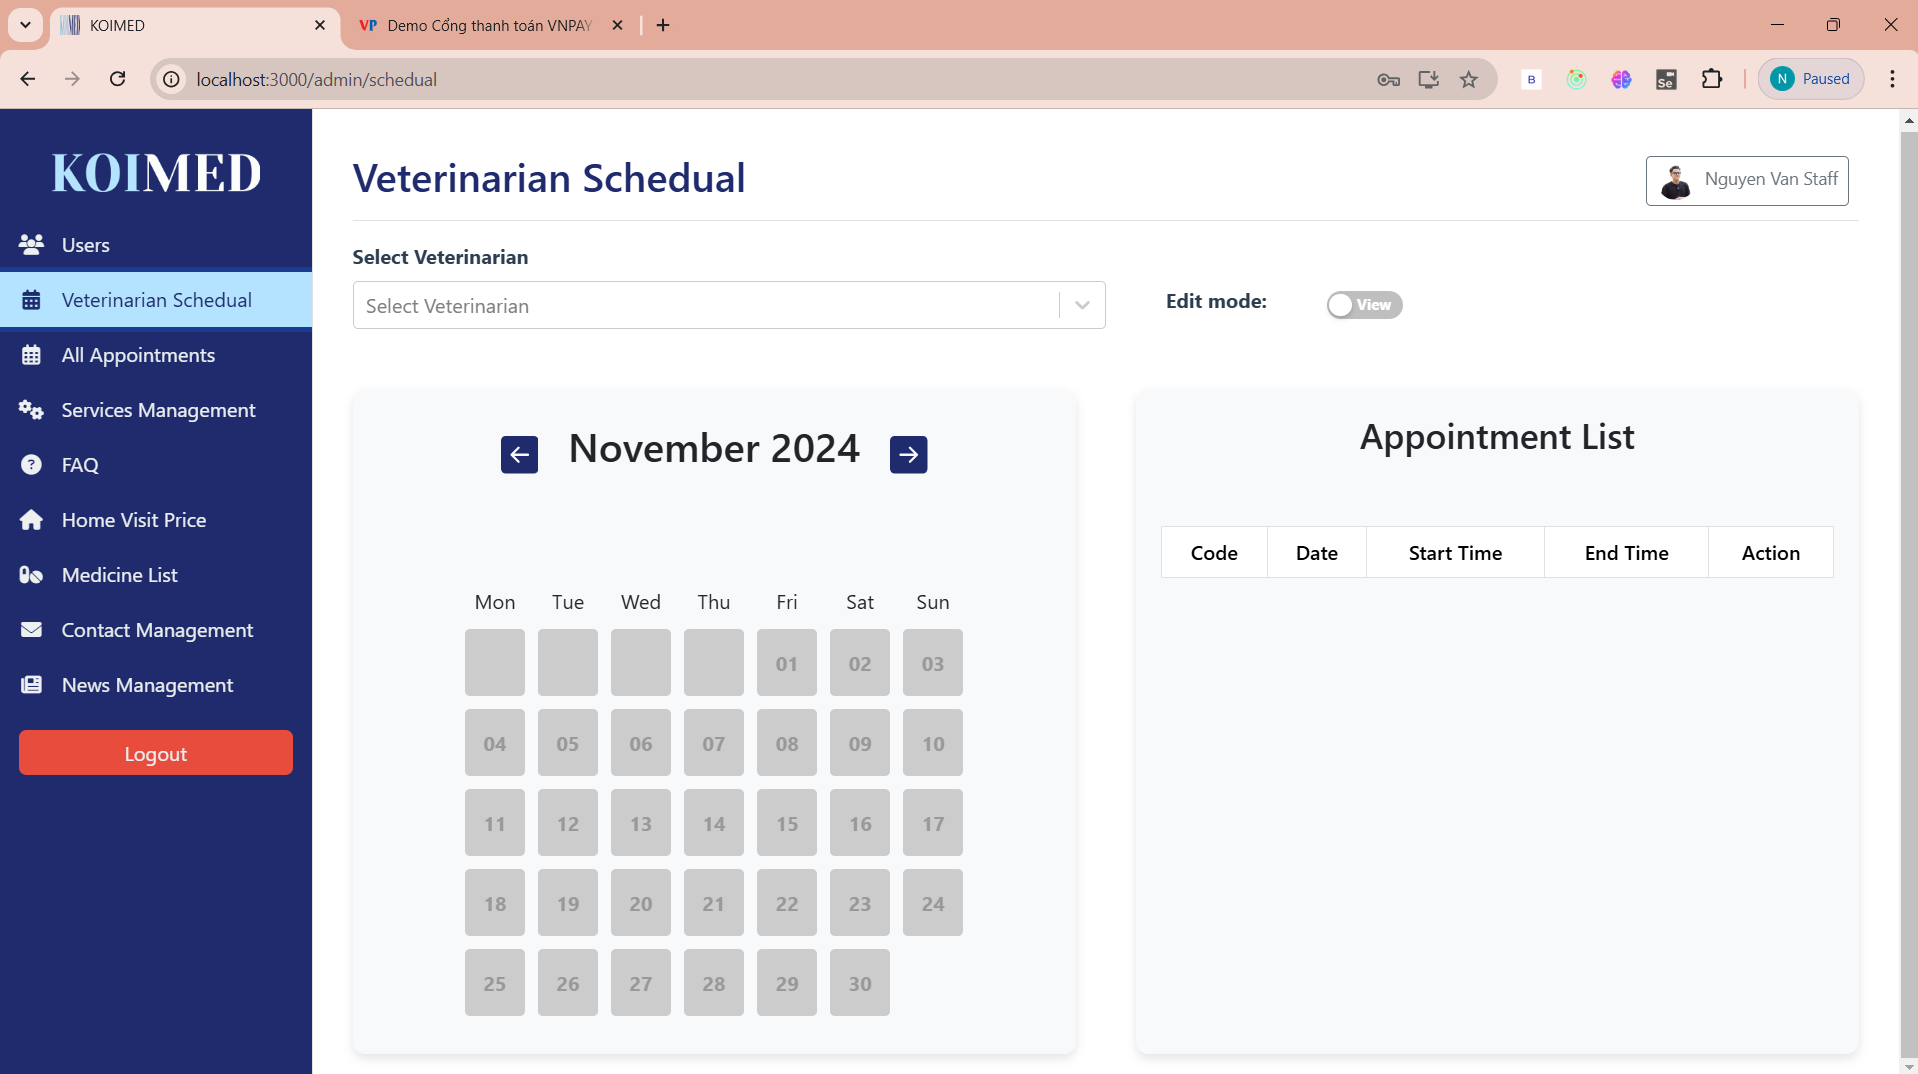 KOIMED
VP Demo Cổng thanh toán VNPAY
localhost:3000/admin/schedual
B
Se
N Paused
KOIMED
Users
Veterinarian Schedual
All Appointments
Services Management
FAQ
Home Visit Price
Medicine List
Contact Management
News Management
Logout
Veterinarian Schedual
Nguyen Van Staff
Select Veterinarian
Select Veterinarian
Edit mode: View
November 2024
Mon Tue Wed Thu Fri Sat Sun
01 02 03
04 05 06 07 08 09 10
11 12 13 14 15 16 17
18 19 20 21 22 23 24
25 26 27 28 29 30
Appointment List
Code Date Start Time End Time Action